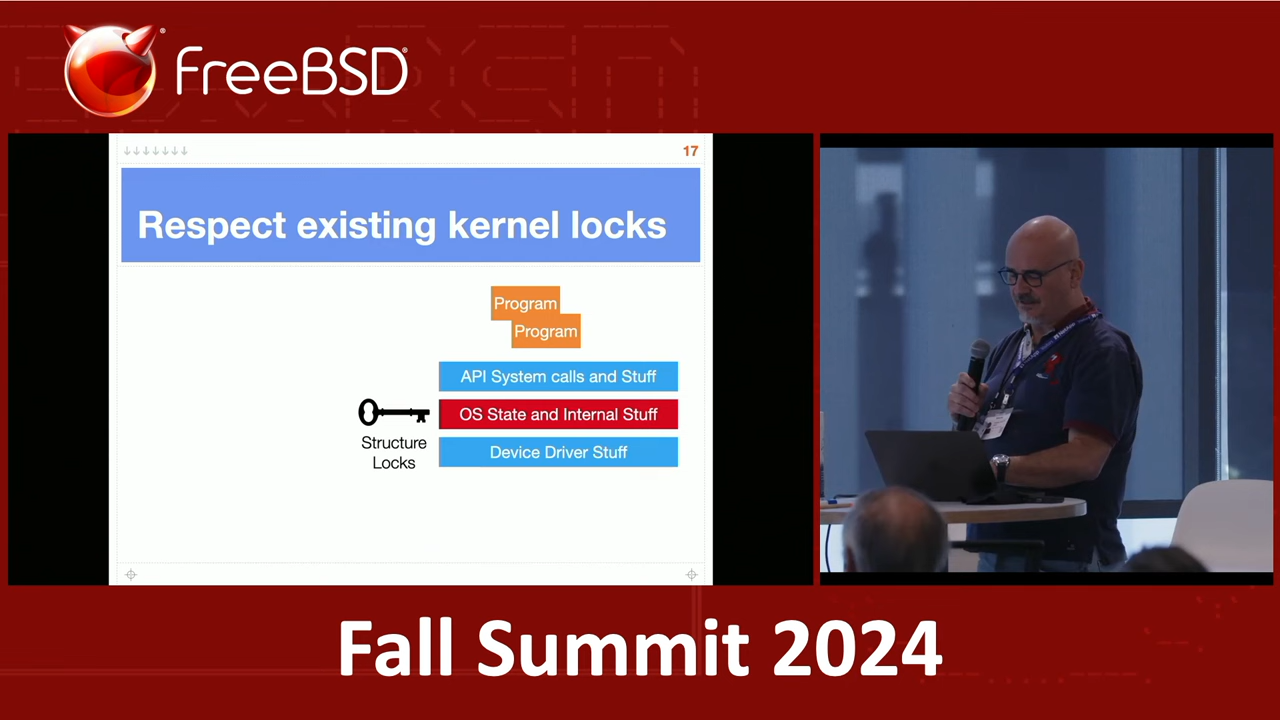 FreeBSD®
17
Respect existing kernel locks
Program
Program
API System calls and Stuff
OS State and Internal Stuff
Structure
Locks
Device Driver Stuff
Fall Summit 2024